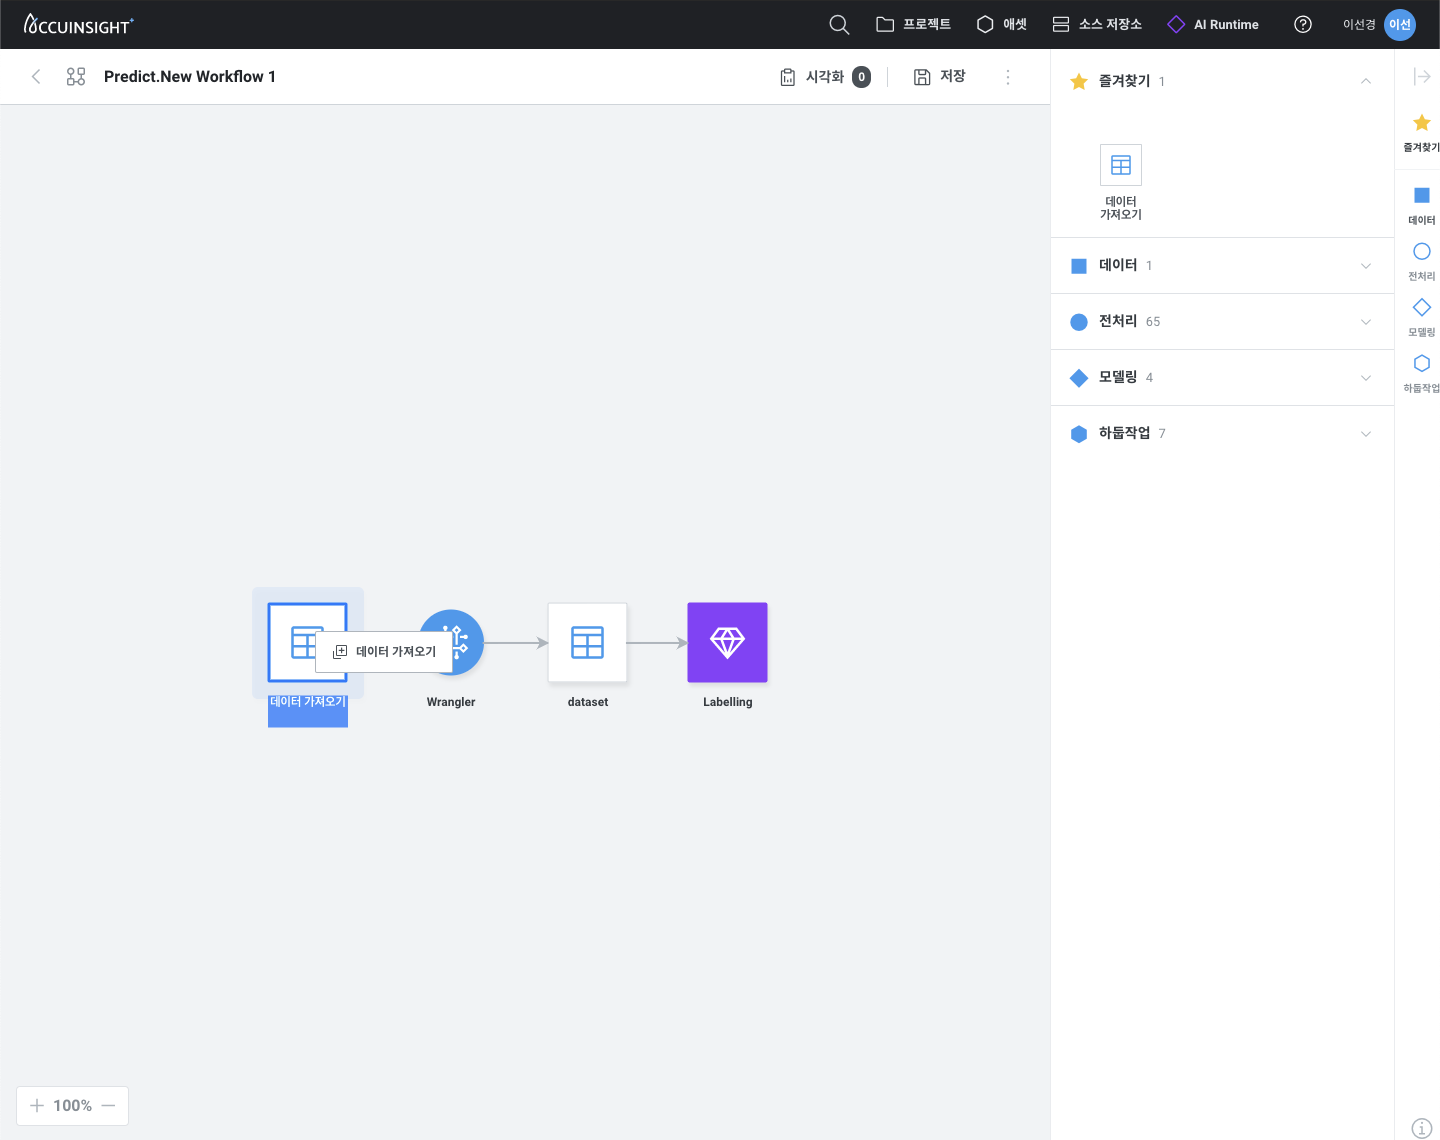 ACCUINSIGHT+
프로젝트
애셋
소스 저장소
AI Runtime
이선경
이선
Predict.New Workflow 1
시각화 0
저장
즐겨찾기 1
데이터
가져오기
데이터 1
전처리 65
모델링 4
하둡작업 7
즐겨찾기
데이터
전처리
모델링
하둡작업
데이터 가져오기
데이터 가져오기
Wrangler
dataset
Labelling
100%